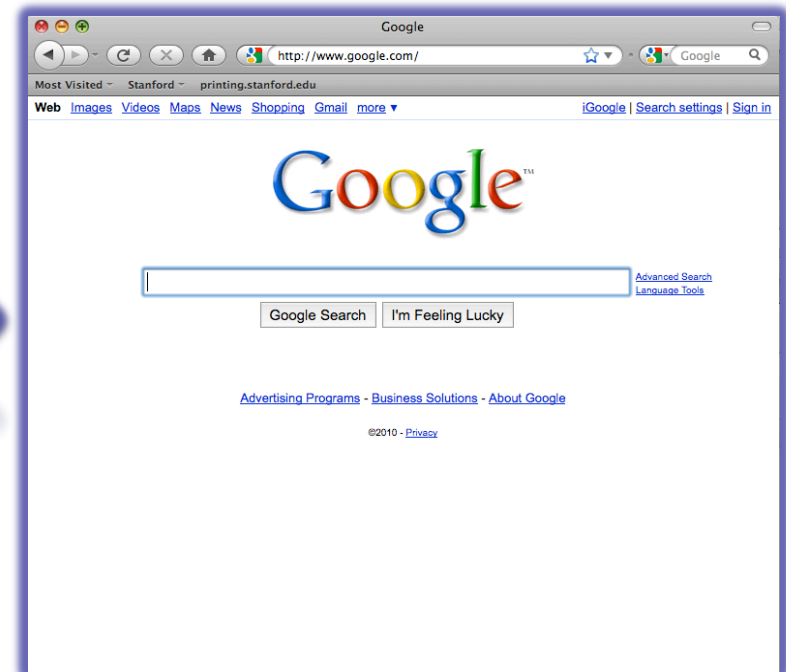 Google
http://www.google.com/ Google
Most Visited Stanford printing.stanford.edu
Web Images Videos Maps News Shopping Gmail more ▼ iGoogle | Search settings | Sign in
Google™
Advanced Search
Language Tools
Google Search I'm Feeling Lucky
Advertising Programs - Business Solutions - About Google
©2010 - Privacy